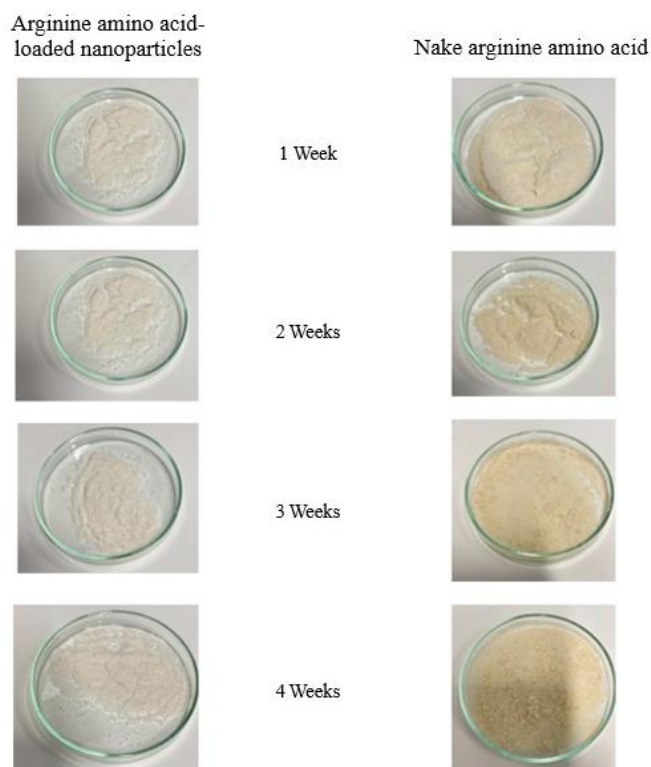 Arginine amino acid-
loaded nanoparticles
Nake arginine amino acid
1 Week
2 Weeks
3 Weeks
4 Weeks